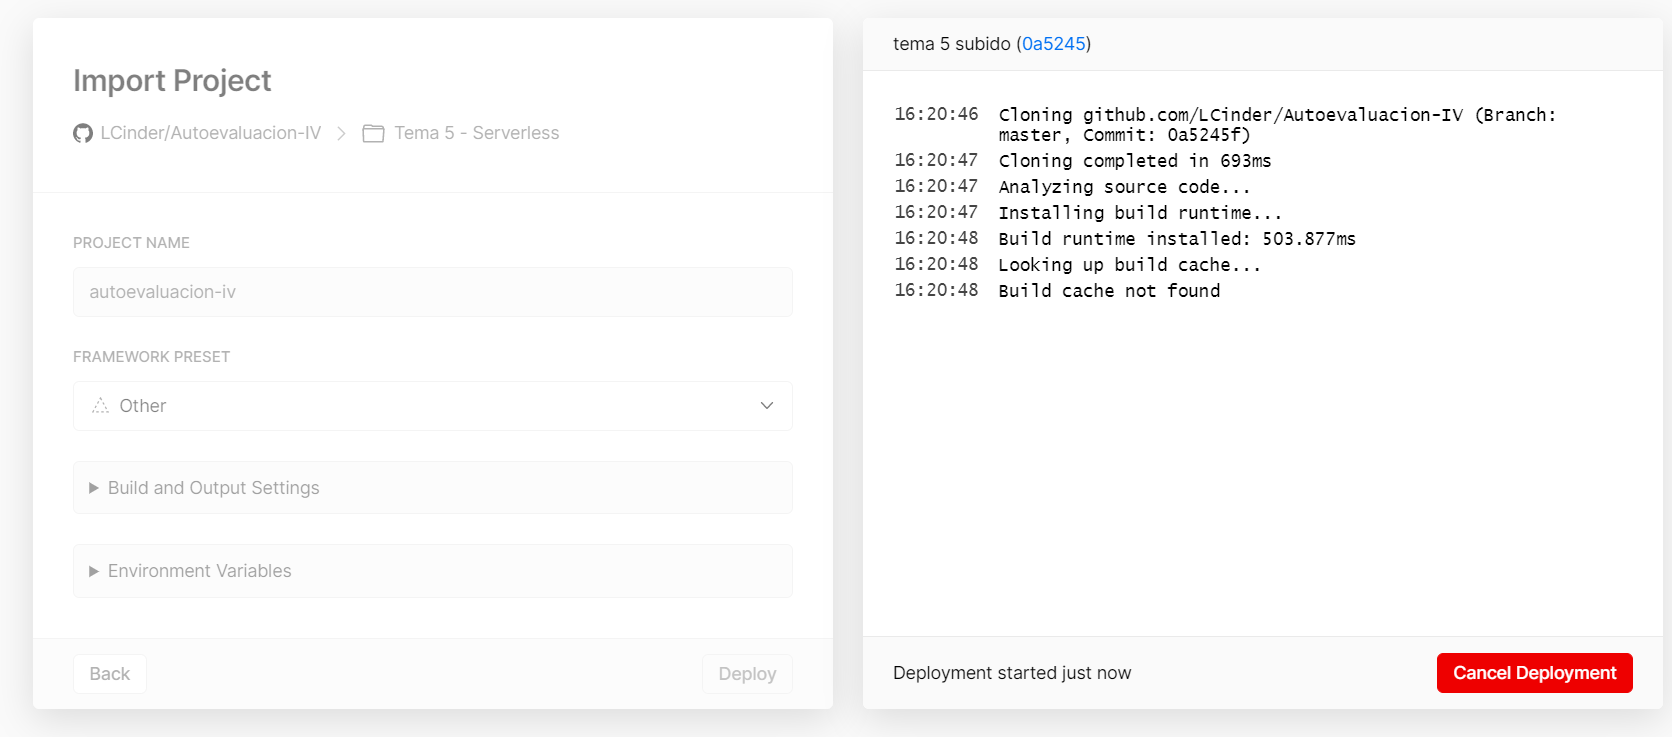 Import Project
LCinder/Autoevaluacion-IV > Tema 5 - Serverless
PROJECT NAME
autoevaluacion-iv
FRAMEWORK PRESET
Other
Build and Output Settings
Environment Variables
Back
Deploy
tema 5 subido (0a5245)
16:20:46 Cloning github.com/LCinder/Autoevaluacion-IV (Branch:
master, Commit: 0a5245f)
16:20:47 Cloning completed in 693ms
16:20:47 Analyzing source code...
16:20:47 Installing build runtime...
16:20:48 Build runtime installed: 503.877ms
16:20:48 Looking up build cache...
16:20:48 Build cache not found
Deployment started just now
Cancel Deployment